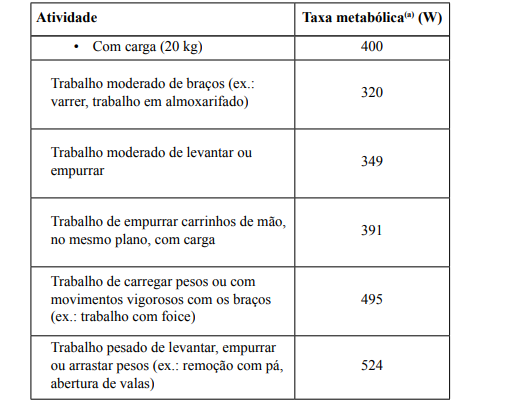 Atividade Taxa metabólica(a) (W)
• Com carga (20 kg) 400
Trabalho moderado de braços (ex.:
varrer, trabalho em almoxarifado) 320
Trabalho moderado de levantar ou
empurrar 349
Trabalho de empurrar carrinhos de mão,
no mesmo plano, com carga 391
Trabalho de carregar pesos ou com
movimentos vigorosos com os braços
(ex.: trabalho com foice) 495
Trabalho pesado de levantar, empurrar
ou arrastar pesos (ex.: remoção com pá,
abertura de valas) 524